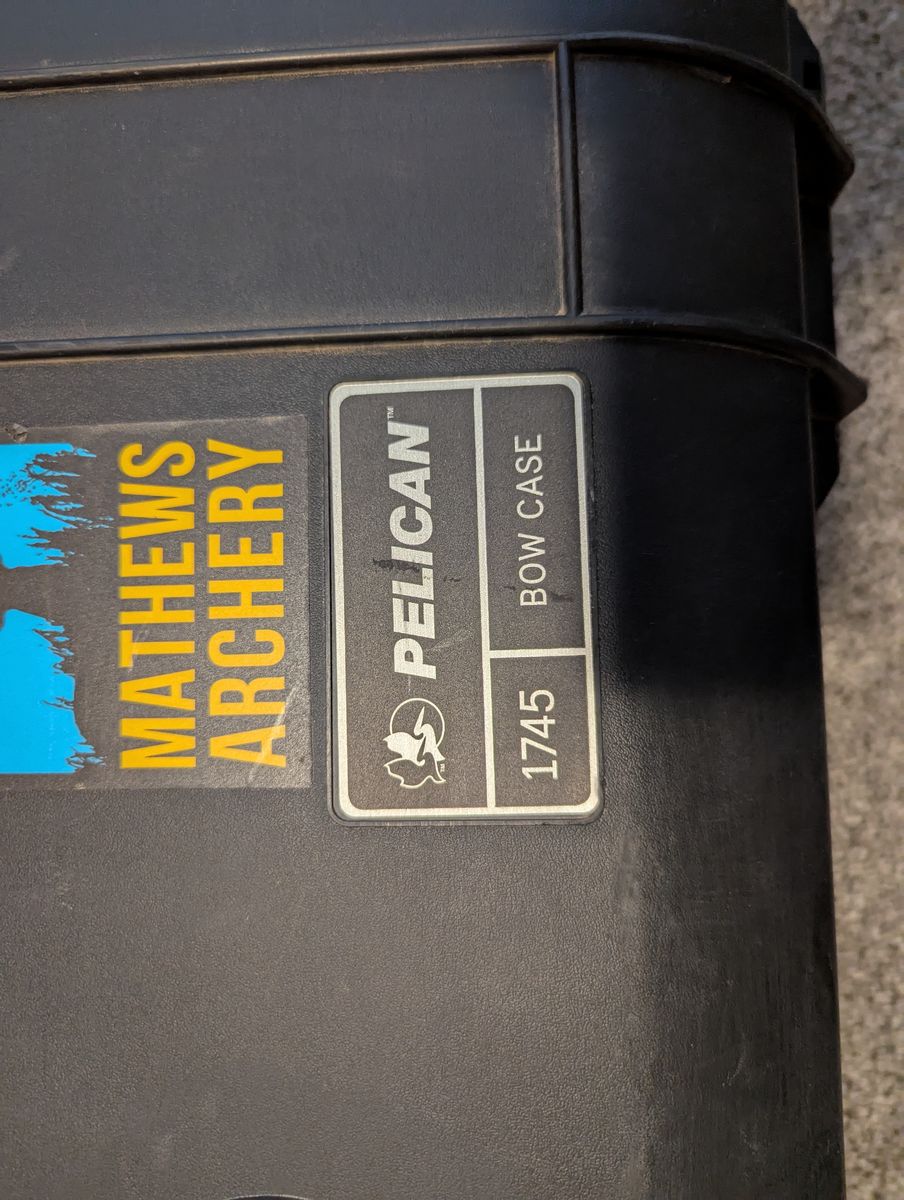 MATHEWS
ARCHERY
PELICAN™
1745
BOW CASE